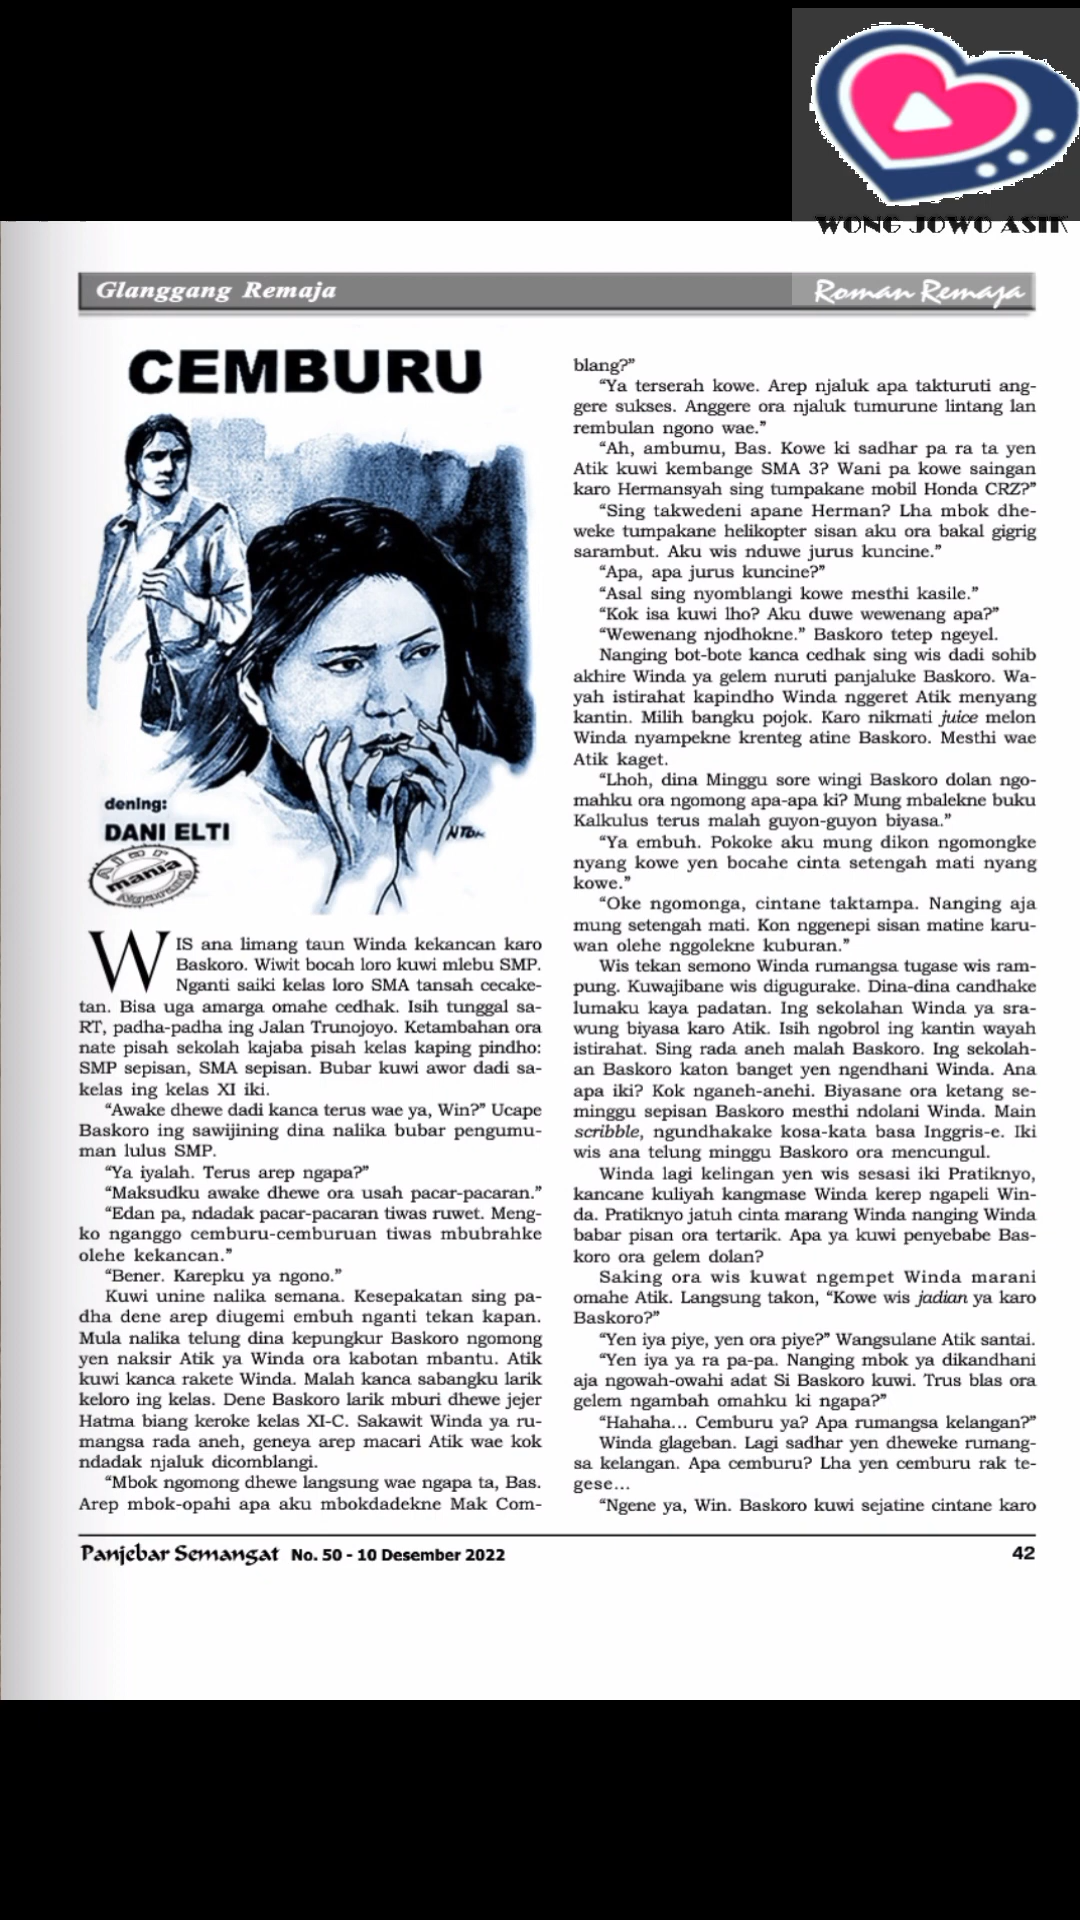 WONG JOWO ASIK
Glanggang Remaja
Roman Remaja
CEMBURU
dening:
DANI ELTI
mania
WIS ana limang taun Winda kekancan karo
Baskoro. Wiwit bocah loro kuwi mlebu SMP.
Nganti saiki kelas loro SMA tansah cecake-
tan. Bisa uga amarga omahe cedhak. Isih tunggal sa-
RT, padha-padha ing Jalan Trunojoyo. Ketambahan ora
nate pisah sekolah kajaba pisah kelas kaping pindho:
SMP sepisan, SMA sepisan. Bubar kuwi awor dadi sa-
kelas ing kelas XI iki.
“Awake dhewe dadi kanca terus wae ya, Win?” Ucape
Baskoro ing sawijining dina nalika bubar pengumu-
man lulus SMP.
“Ya iyalah. Terus arep ngapa?”
“Maksudku awake dhewe ora usah pacar-pacaran.”
“Edan pa, ndadak pacar-pacaran tiwas ruwet. Meng-
ko nganggo cemburu-cemburuan tiwas mbubrahke
olehe kekancan.”
“Bener. Karepku ya ngono.”
Kuwi unine nalika semana. Kesepakatan sing pa-
dha dene arep diugemi embuh nganti tekan kapan.
Mula nalika telung dina kepungkur Baskoro ngomong
yen naksir Atik ya Winda ora kabotan mbantu. Atik
kuwi kanca rakete Winda. Malah kanca sabangku larik
keloro ing kelas. Dene Baskoro larik mburi dhewe jejer
Hatma biang keroke kelas XI-C. Sakawit Winda ya ru-
mangsa rada aneh, geneya arep macari Atik wae kok
ndadak njaluk dicomblangi.
“Mbok ngomong dhewe langsung wae ngapa ta, Bas.
Arep mbok-opahi apa aku mbokdadekne Mak Com-
blang?”
“Ya terserah kowe. Arep njaluk apa takturuti ang-
gere sukses. Anggere ora njaluk tumurune lintang lan
rembulan ngono wae.”
“Ah, ambumu, Bas. Kowe ki sadhar pa ra ta yen
Atik kuwi kembange SMA 3? Wani pa kowe saingan
karo Hermansyah sing tumpakane mobil Honda CRZ?”
“Sing takwedeni apane Herman? Lha mbok dhe-
weke tumpakane helikopter sisan aku ora bakal gigrig
sarambut. Aku wis nduwe jurus kuncine.”
“Apa, apa jurus kuncine?”
“Asal sing nyomblangi kowe mesthi kasile.”
“Kok isa kuwi lho? Aku duwe wewenang apa?”
“Wewenang njodhokne.” Baskoro tetep ngeyel.
Nanging bot-bote kanca cedhak sing wis dadi sohib
akhire Winda ya gelem nuruti panjaluke Baskoro. Wa-
yah istirahat kapindho Winda nggeret Atik menyang
kantin. Milih bangku pojok. Karo nikmati juice melon
Winda nyampekne krenteg atine Baskoro. Mesthi wae
Atik kaget.
“Lhoh, dina Minggu sore wingi Baskoro dolan ngo-
mahku ora ngomong apa-apa ki? Mung mbalekne buku
Kalkulus terus malah guyon-guyon biyasa.”
“Ya embuh. Pokoke aku mung dikon ngomongke
nyang kowe yen bocahe cinta setengah mati nyang
kowe.”
“Oke ngomonga, cintane taktampa. Nanging aja
mung setengah mati. Kon nggenepi sisan matine karu-
wan olehe nggolekne kuburan.”
Wis tekan semono Winda rumangsa tugase wis ram-
pung. Kuwajibane wis digugurake. Dina-dina candhake
lumaku kaya padatan. Ing sekolahan Winda ya sra-
wung biyasa karo Atik. Isih ngobrol ing kantin wayah
istirahat. Sing rada aneh malah Baskoro. Ing sekolah-
an Baskoro katon banget yen ngendhani Winda. Ana
apa iki? Kok nganeh-anehi. Biyasane ora ketang se-
minggu sepisan Baskoro mesthi ndolani Winda. Main
scribble, ngundhakake kosa-kata basa Inggris-e. Iki
wis ana telung minggu Baskoro ora mencungul.
Winda lagi kelingan yen wis sesasi iki Pratiknyo,
kancane kuliyah kangmase Winda kerep ngapeli Win-
da. Pratiknyo jatuh cinta marang Winda nanging Winda
babar pisan ora tertarik. Apa ya kuwi penyebabe Bas-
koro ora gelem dolan?
Saking ora wis kuwat ngempet Winda marani
omahe Atik. Langsung takon, “Kowe wis jadian ya karo
Baskoro?”
“Yen iya piye, yen ora piye?” Wangsulane Atik santai.
“Yen iya ya ra pa-pa. Nanging mbok ya dikandhani
aja ngowah-owahi adat Si Baskoro kuwi. Trus blas ora
gelem ngambah omahku ki ngapa?”
“Hahaha... Cemburu ya? Apa rumangsa kelangan?”
Winda glageban. Lagi sadhar yen dheweke rumang-
sa kelangan. Apa cemburu? Lha yen cemburu rak te-
gese...
“Ngene ya, Win. Baskoro kuwi sejatine cintane karo
Panjebar Semangat No. 50 - 10 Desember 2022
42